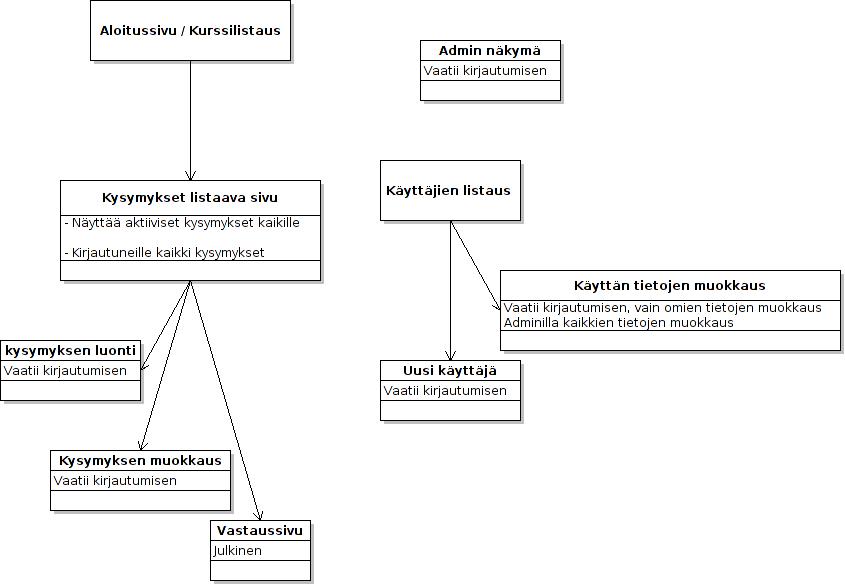 Aloitussivu / Kurssilistaus
Admin näkymä
Vaatii kirjautumisen
Kysymykset listaava sivu
- Näyttää aktiiviset kysymykset kaikille
- Kirjautuneille kaikki kysymykset
Käyttäjien listaus
Käyttän tietojen muokkaus
Vaatii kirjautumisen, vain omien tietojen muokkaus
Adminilla kaikkien tietojen muokkaus
kysymyksen luonti
Vaatii kirjautumisen
Uusi käyttäjä
Vaatii kirjautumisen
Kysymyksen muokkaus
Vaatii kirjautumisen
Vastaussivu
Julkinen